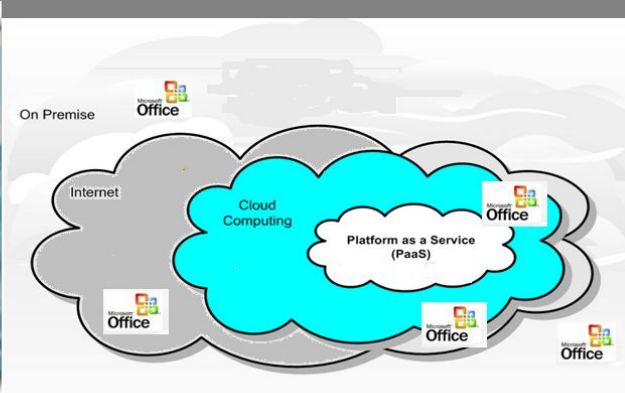 Microsoft
Office
On Premise
Internet
Cloud
Computing
Microsoft
Office
Platform as a Service
(PaaS)
Microsoft
Office
Microsoft
Office
Microsoft
Office